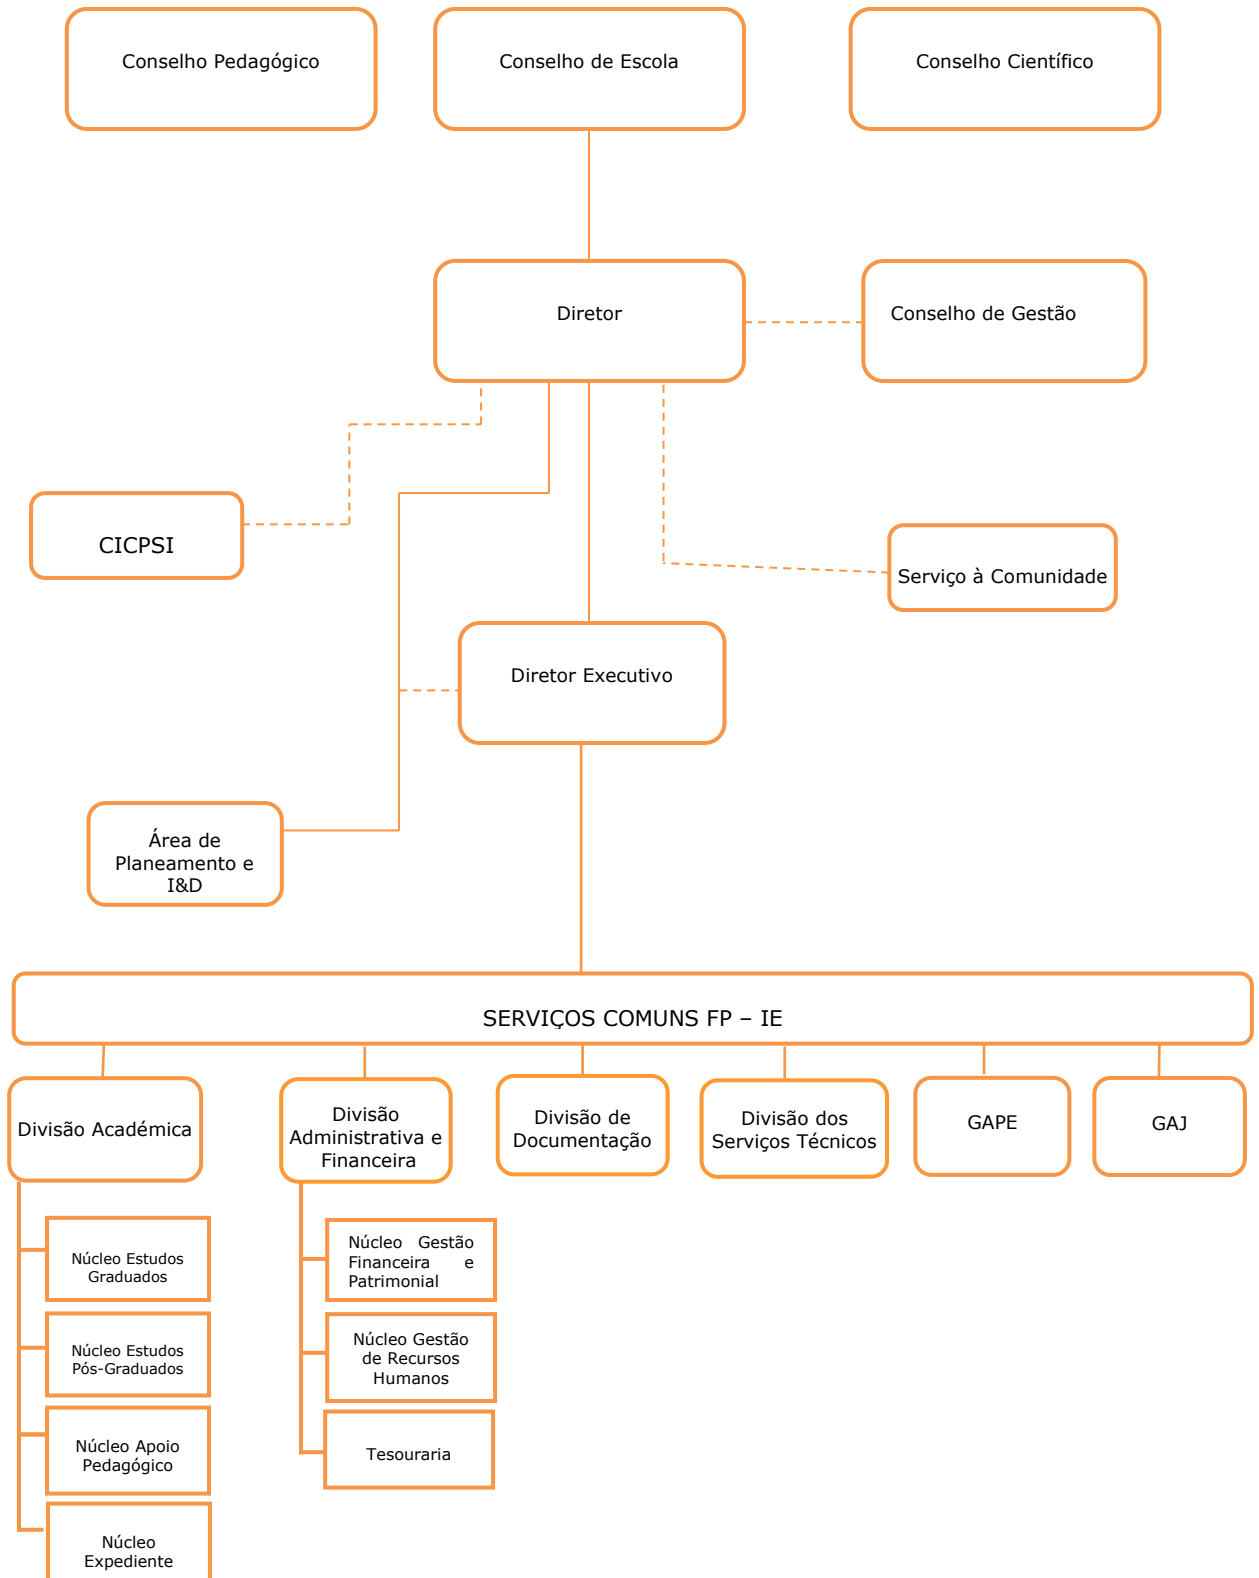 Conselho Pedagógico
Conselho de Escola
Conselho Científico
Diretor
Conselho de Gestão
CICPSI
Serviço à Comunidade
Diretor Executivo
Área de
Planeamento e
I&D
SERVIÇOS COMUNS FP – IE
Divisão Académica
Divisão
Administrativa e
Financeira
Divisão de
Documentação
Divisão dos
Serviços Técnicos
GAPE
GAJ
Núcleo Estudos
Graduados
Núcleo Estudos
Pós-Graduados
Núcleo Apoio
Pedagógico
Núcleo
Expediente
Núcleo Gestão
Financeira e
Patrimonial
Núcleo Gestão
de Recursos
Humanos
Tesouraria